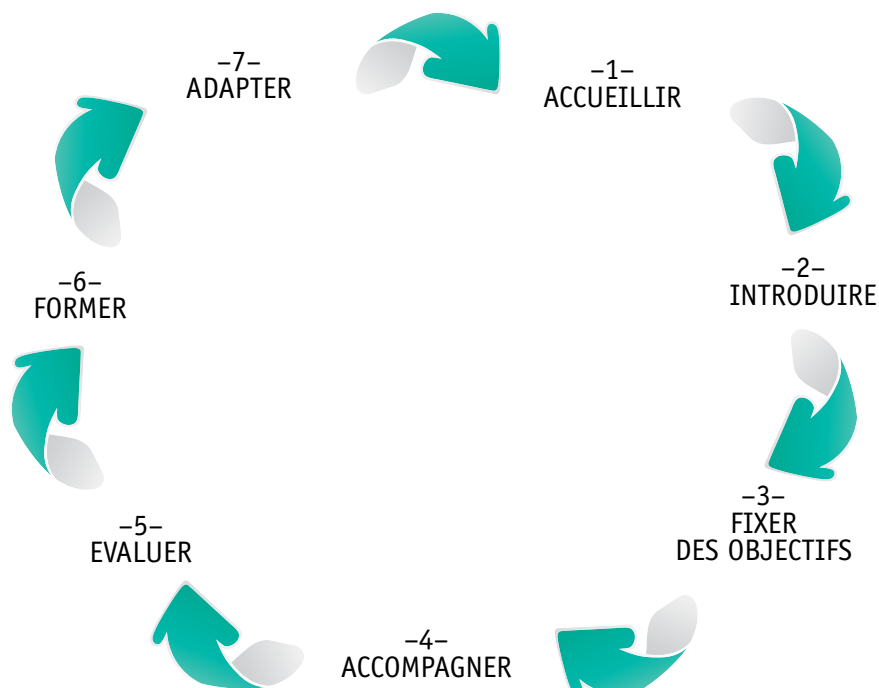 –1–
ACCUEILLIR
–2–
INTRODUIRE
–3–
FIXER
DES OBJECTIFS
–4–
ACCOMPAGNER
–5–
EVALUER
–6–
FORMER
–7–
ADAPTER